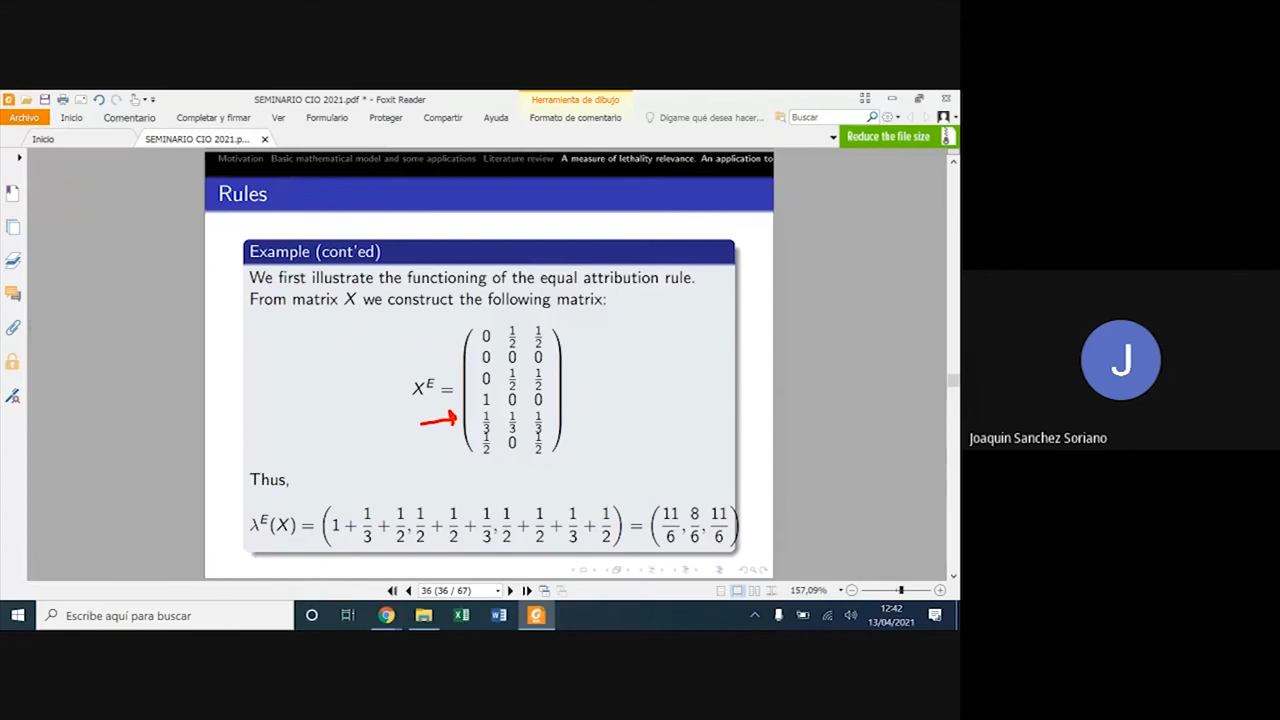 SEMINARIO CIO 2021.pdf * - Foxit Reader
Herramienta de dibujo
Archivo Inicio Comentario Completar y firmar Ver Formulario Proteger Compartir Ayuda Formato de comentario Dígame qué desea hacer... Buscar
Inicio SEMINARIO CIO 2021.pd... × Reduce the file size
Motivation Basic mathematical model and some applications Literature review A measure of lethality relevance. An application to
Rules
Example (cont'ed)
We first illustrate the functioning of the equal attribution rule.
From matrix X we construct the following matrix:
X^E =
0 1/2 1/2
0 0 0
0 1/2 1/2
1 0 0
1/3 1/3 1/3
1/2 0 1/2
Thus,
λ^E(X) = (1 + 1/3 + 1/2, 1/2 + 1/2 + 1/3, 1/2 + 1/2 + 1/3 + 1/2) = (11/6, 8/6, 11/6)
36 (36 / 67) 157,09%
Escribe aquí para buscar
12:42
13/04/2021
J
Joaquin Sanchez Soriano